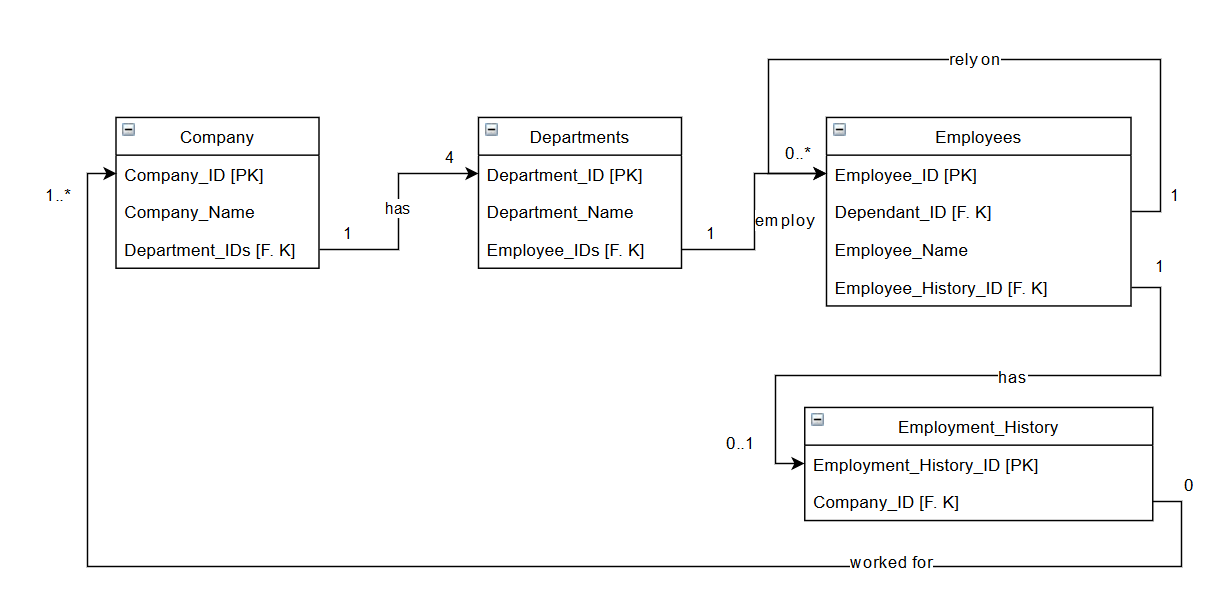 rely on
Company
Departments
Employees
0..*
4
Company_ID [PK]
Department_ID [PK]
Employee_ID [PK]
1..*
1
has
Company_Name
Department_Name
Dependant_ID [F. K]
employ
1
1
Department_IDs [F. K]
Employee_IDs [F. K]
Employee_Name
1
Employee_History_ID [F. K]
has
Employment_History
0..1
Employment_History_ID [PK]
0
Company_ID [F. K]
worked for